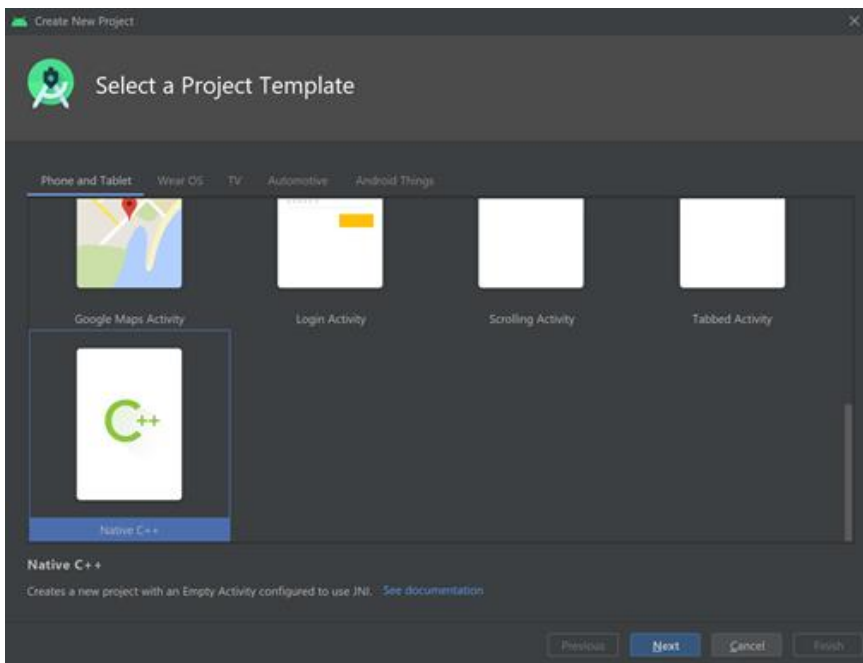 Create New Project
Select a Project Template
Phone and Tablet Wear OS TV Automotive Android Things
Google Maps Activity Login Activity Scrolling Activity Tabbed Activity
C++
Native C++
Native C++
Creates a new project with an Empty Activity configured to use JNI. See documentation
Previous Next Cancel Finish